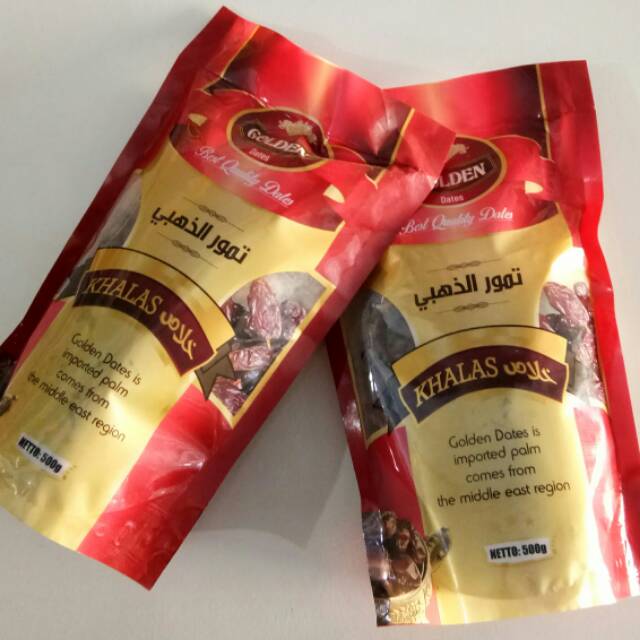 GOLDEN
Dates
Best Quality Dates
تمور الذهبي
KHALAS خلاص
Golden Dates is
imported palm
comes from
the middle east region
NETTO: 500g
GOLDEN
Dates
Best Quality Dates
تمور الذهبي
KHALAS خلاص
Golden Dates is
imported palm
comes from
the middle east region
NETTO: 500g